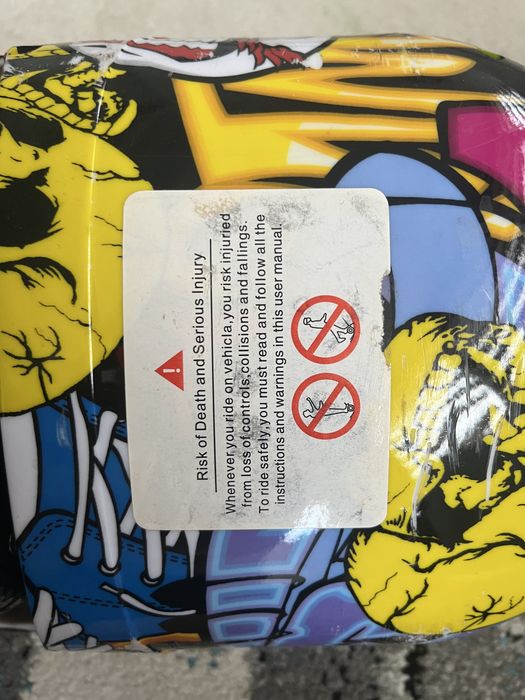 Risk of Death and Serious Injury
Whenever you ride on vehicla,you risk injuried
from loss of controls,collisions and fallings.
To ride safely,you must read and follow all the
instructions and warnings in this user manual.